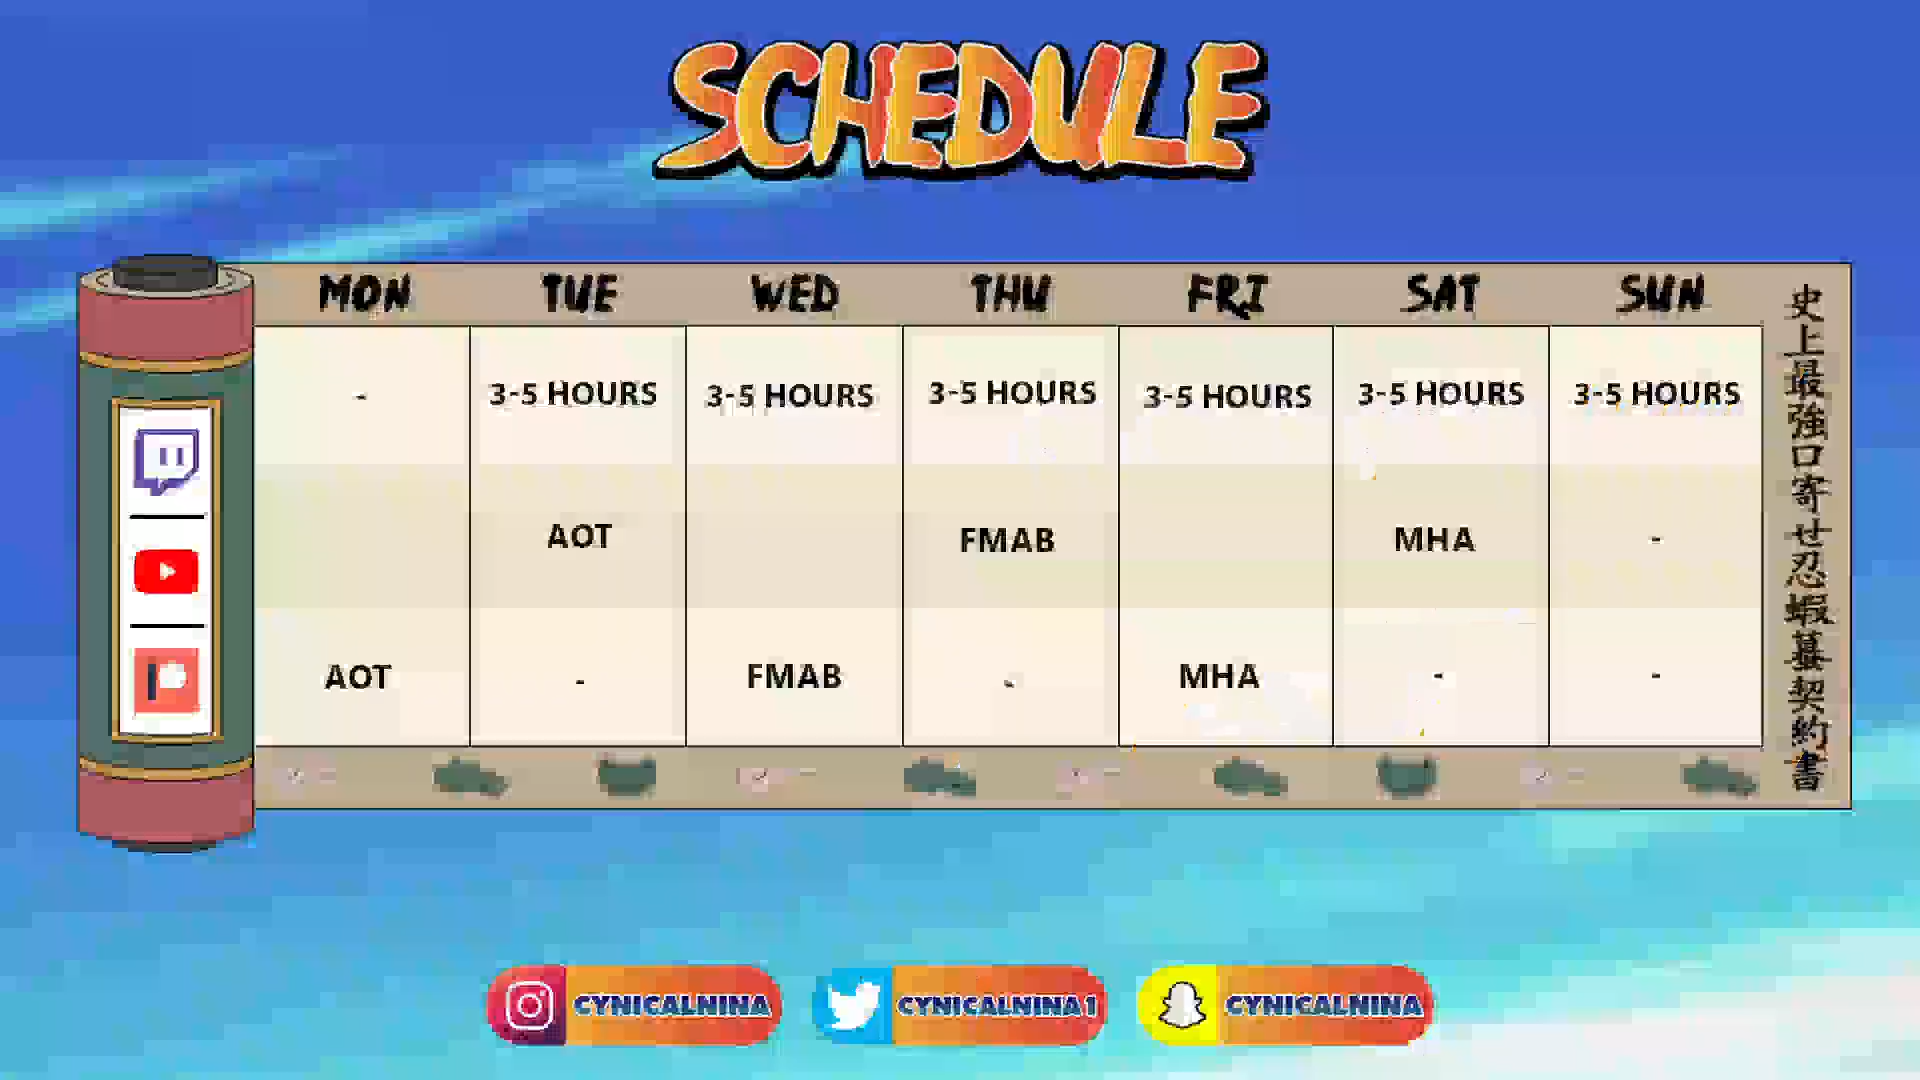 SCHEDULE
MON TUE WED THU FRI SAT SUN
- 3-5 HOURS 3-5 HOURS 3-5 HOURS 3-5 HOURS 3-5 HOURS 3-5 HOURS
AOT FMAB MHA -
AOT - FMAB - MHA - -
史上最強口寄せ忍蝦蟇契約書
CYNICALNINA CYNICALNINA1 CYNICALNINA